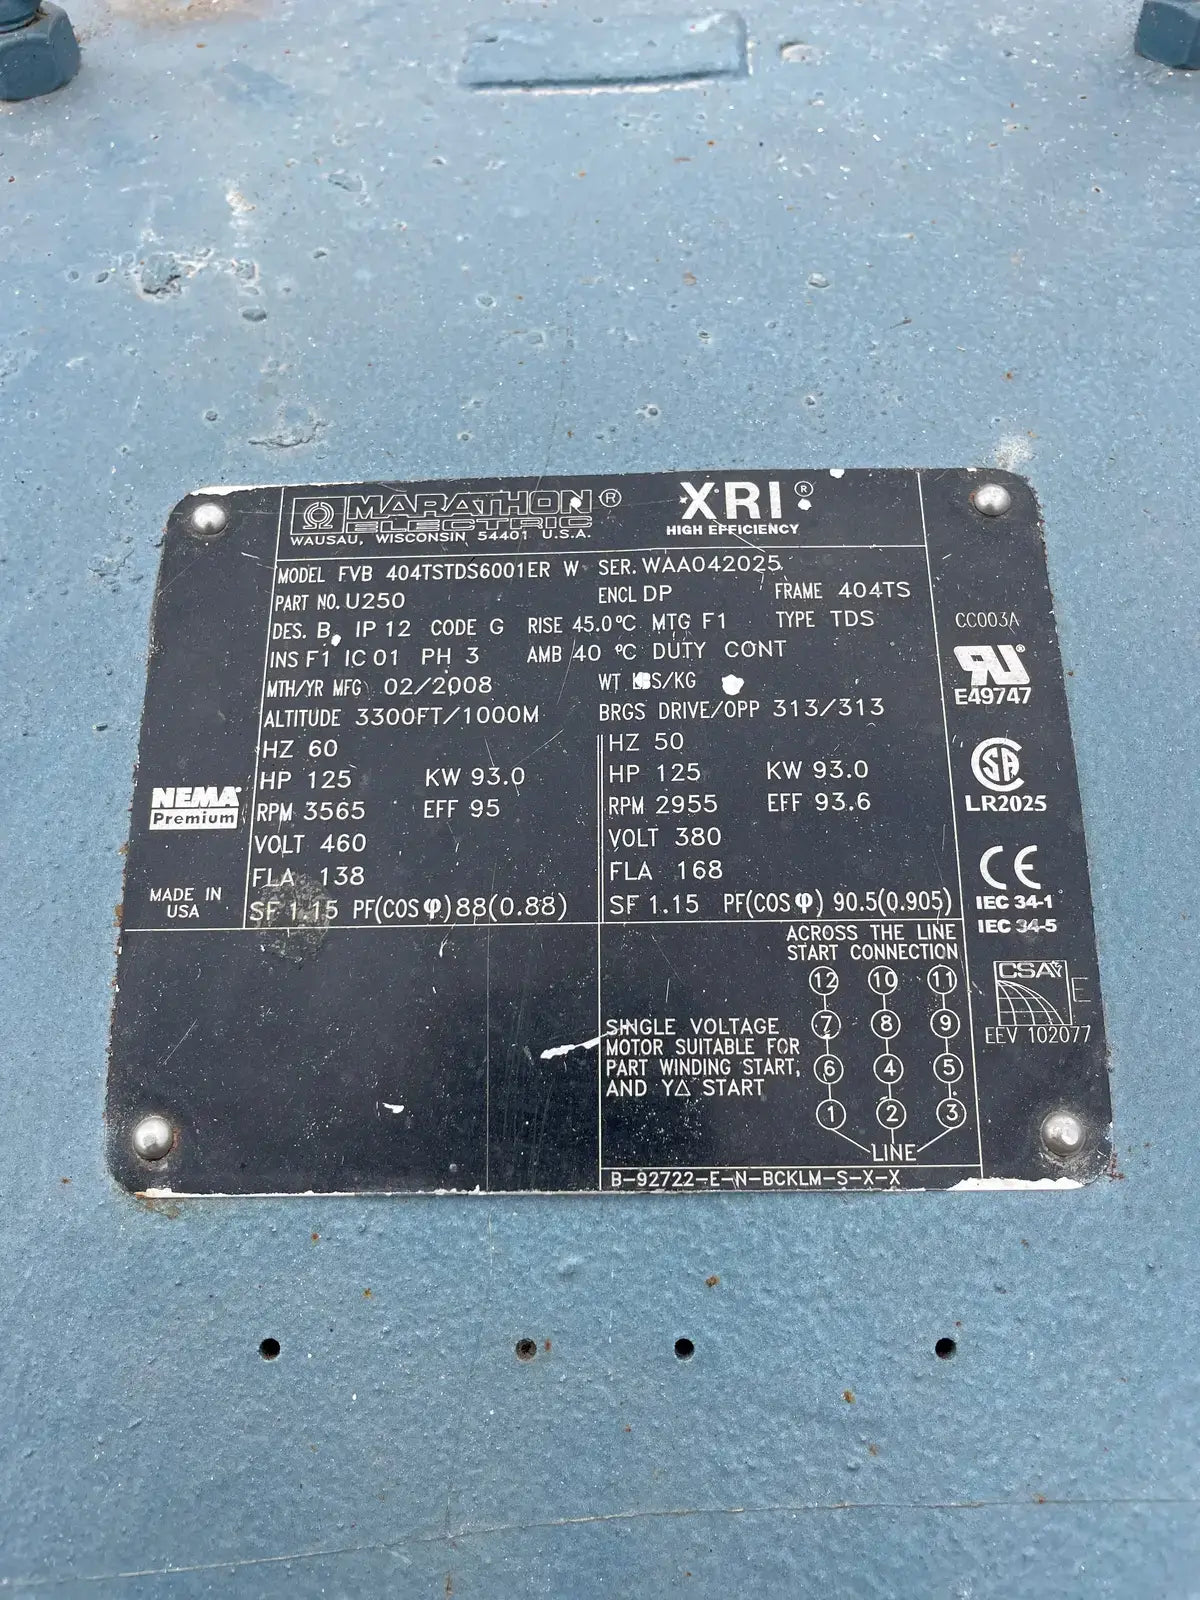 MARATHON®
ELECTRIC
WAUSAU, WISCONSIN 54401 U.S.A.
XRI®
HIGH EFFICIENCY
MODEL FVB 404TSTDS6001ER W SER. WAA042025
PART NO. U250 ENCL DP FRAME 404TS
DES. B IP 12 CODE G RISE 45.0°C MTG F1 TYPE TDS
INS F1 IC 01 PH 3 AMB 40 °C DUTY CONT
MTH/YR MFG 02/2008 WT LBS/KG
ALTITUDE 3300FT/1000M BRGS DRIVE/OPP 313/313
HZ 60
HP 125 KW 93.0
RPM 3565 EFF 95
VOLT 460
FLA 138
SF 1.15 PF(COS φ)88(0.88)
HZ 50
HP 125 KW 93.0
RPM 2955 EFF 93.6
VOLT 380
FLA 168
SF 1.15 PF(COS φ) 90.5(0.905)
NEMA
Premium
MADE IN
USA
CC003A
RU®
E49747
CSA
LR2025
CE
IEC 34-1
IEC 34-5
CSA
E
EEV 102077
ACROSS THE LINE
START CONNECTION
12 10 11
7 8 9
6 4 5
1 2 3
LINE
SINGLE VOLTAGE
MOTOR SUITABLE FOR
PART WINDING START,
AND Y△ START
B-92722-E-N-BCKLM-S-X-X